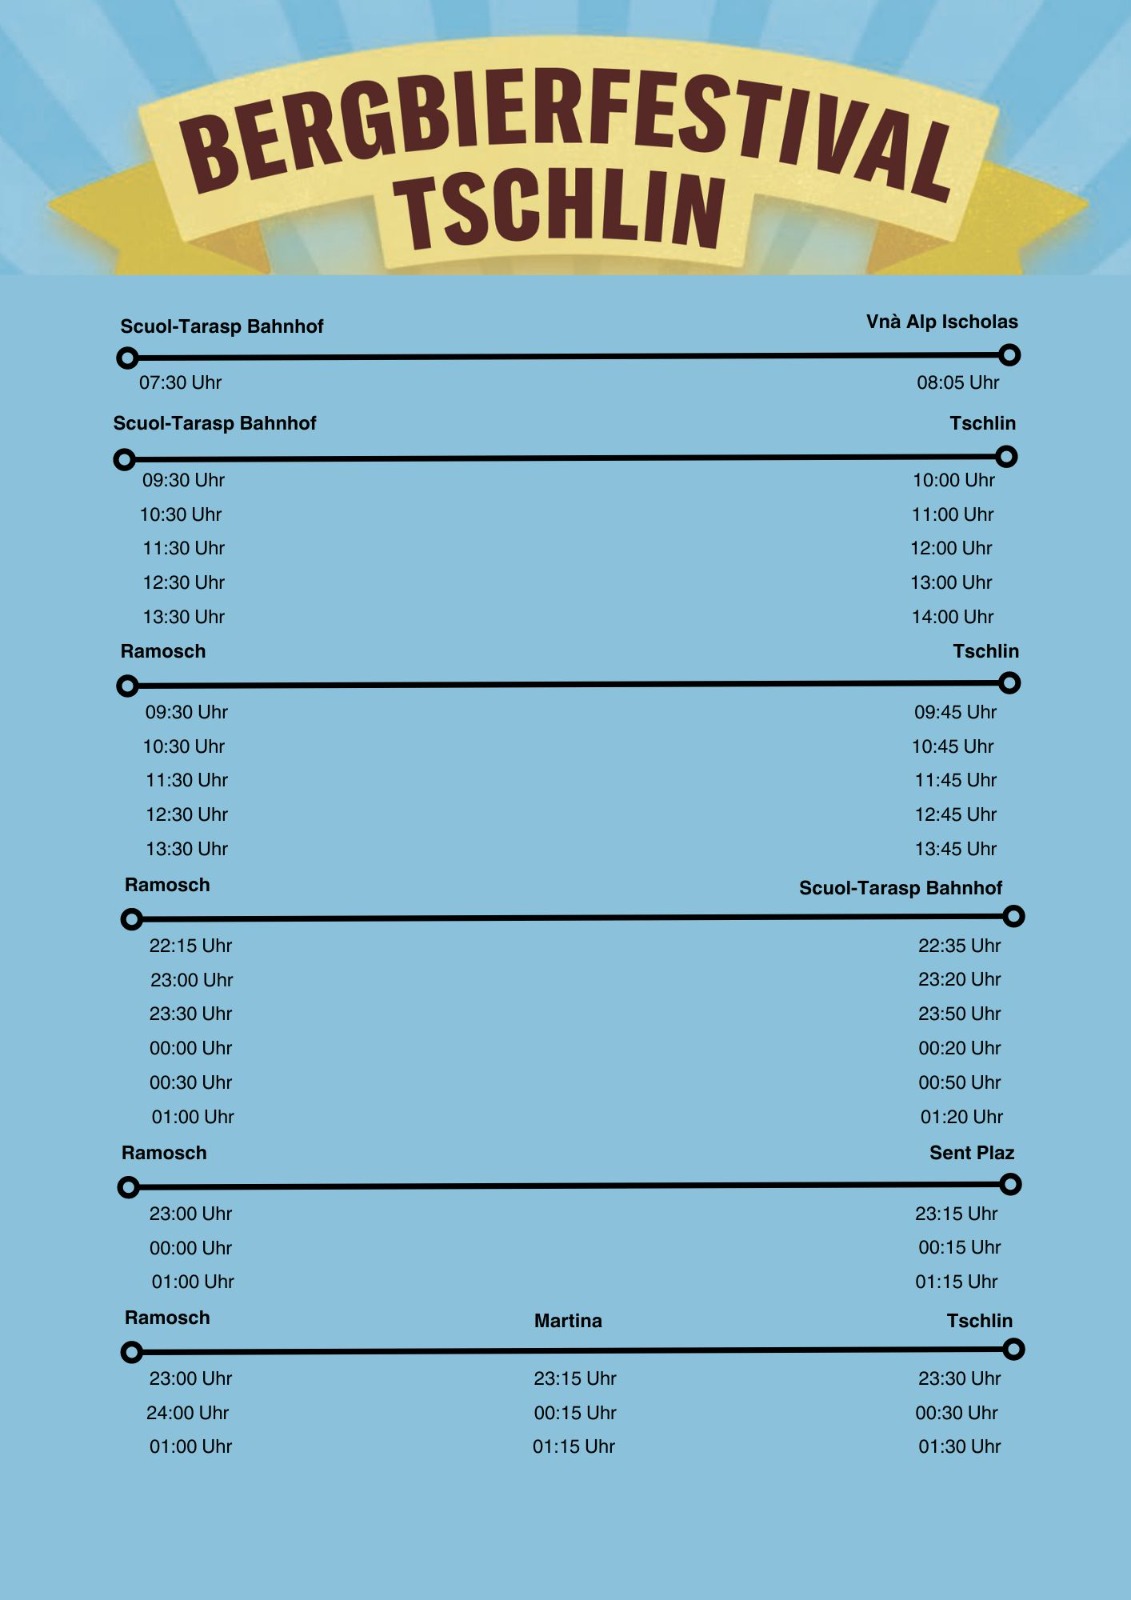 BERGBIERFESTIVAL
TSCHLIN
Scuol-Tarasp Bahnhof Vnà Alp Ischolas
07:30 Uhr 08:05 Uhr
Scuol-Tarasp Bahnhof Tschlin
09:30 Uhr 10:00 Uhr
10:30 Uhr 11:00 Uhr
11:30 Uhr 12:00 Uhr
12:30 Uhr 13:00 Uhr
13:30 Uhr 14:00 Uhr
Ramosch Tschlin
09:30 Uhr 09:45 Uhr
10:30 Uhr 10:45 Uhr
11:30 Uhr 11:45 Uhr
12:30 Uhr 12:45 Uhr
13:30 Uhr 13:45 Uhr
Ramosch Scuol-Tarasp Bahnhof
22:15 Uhr 22:35 Uhr
23:00 Uhr 23:20 Uhr
23:30 Uhr 23:50 Uhr
00:00 Uhr 00:20 Uhr
00:30 Uhr 00:50 Uhr
01:00 Uhr 01:20 Uhr
Ramosch Sent Plaz
23:00 Uhr 23:15 Uhr
00:00 Uhr 00:15 Uhr
01:00 Uhr 01:15 Uhr
Ramosch Martina Tschlin
23:00 Uhr 23:15 Uhr 23:30 Uhr
24:00 Uhr 00:15 Uhr 00:30 Uhr
01:00 Uhr 01:15 Uhr 01:30 Uhr